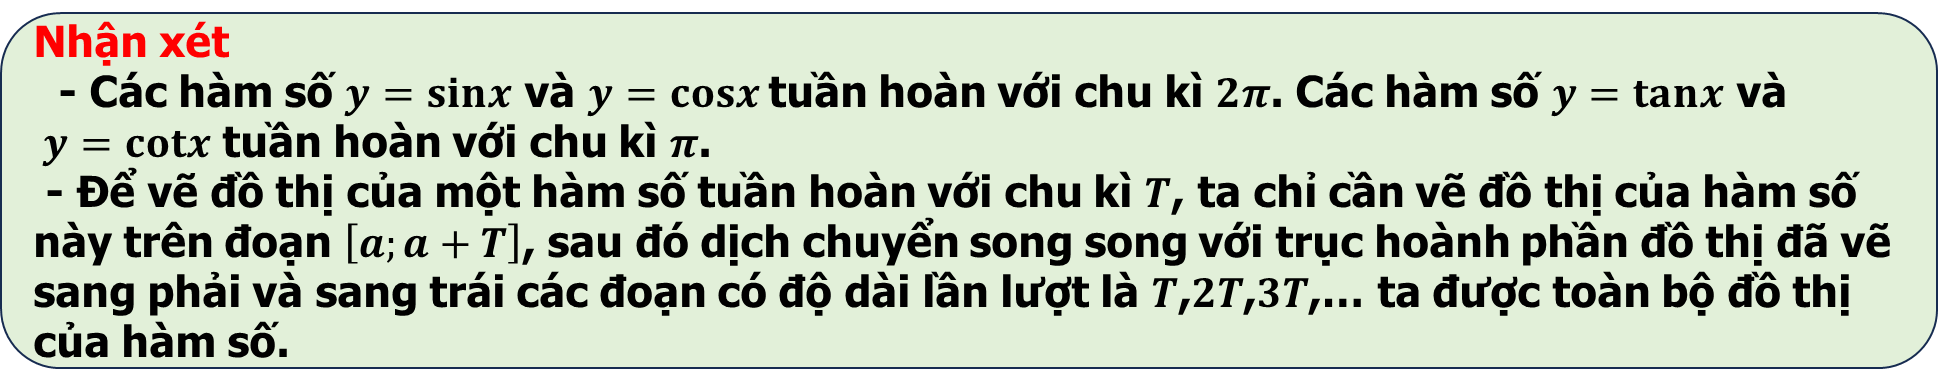 Nhận xét
- Các hàm số y = sinx và y = cosx tuần hoàn với chu kì 2π. Các hàm số y = tanx và
y = cotx tuần hoàn với chu kì π.
- Để vẽ đồ thị của một hàm số tuần hoàn với chu kì T, ta chỉ cần vẽ đồ thị của hàm số
này trên đoạn [a; a + T], sau đó dịch chuyển song song với trục hoành phần đồ thị đã vẽ
sang phải và sang trái các đoạn có độ dài lần lượt là T,2T,3T,... ta được toàn bộ đồ thị
của hàm số.